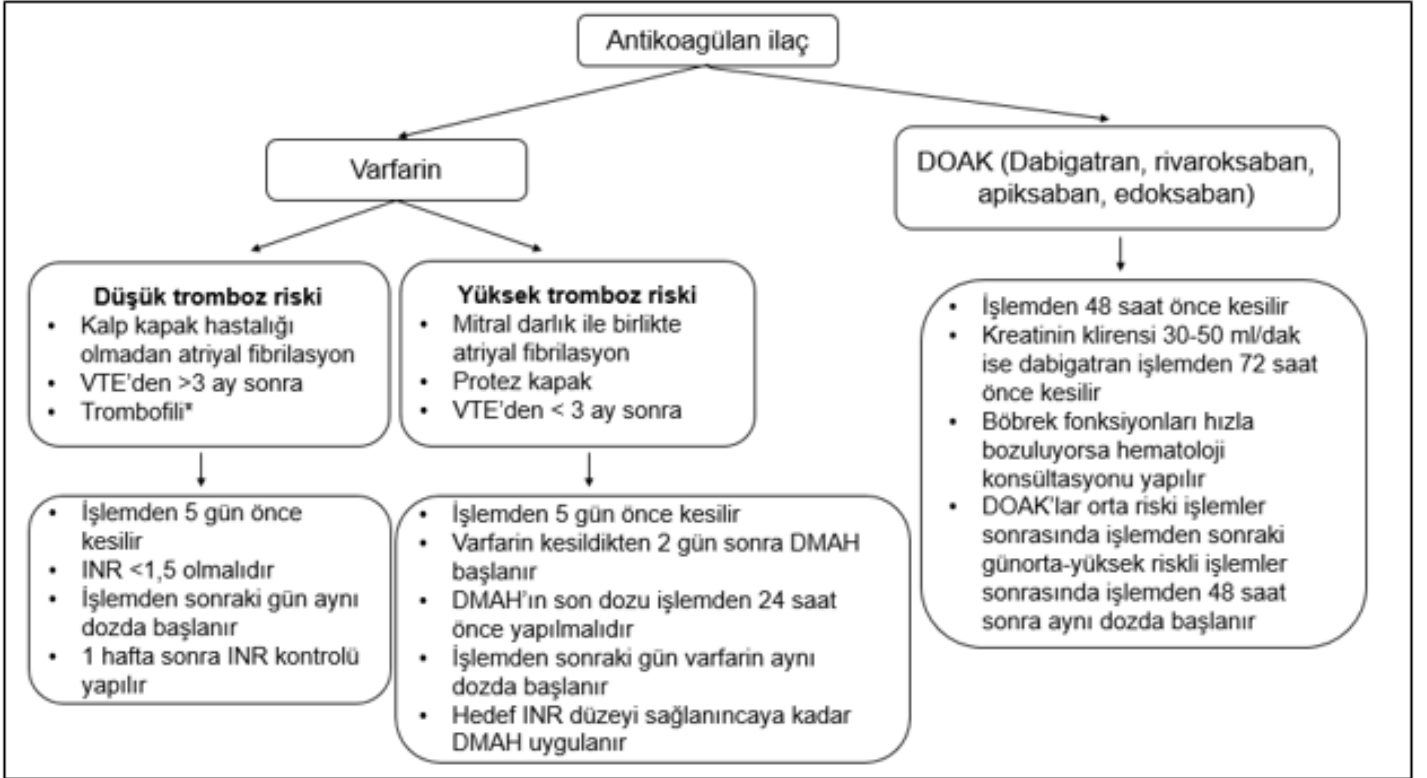 Antikoagülan ilaç
Varfarin
DOAK (Dabigatran, rivaroksaban,
apiksaban, edoksaban)
Düşük tromboz riski
• Kalp kapak hastalığı
olmadan atriyal fibrilasyon
• VTE'den >3 ay sonra
• Trombofili*
Yüksek tromboz riski
• Mitral darlık ile birlikte
atriyal fibrilasyon
• Protez kapak
• VTE'den < 3 ay sonra
• İşlemden 48 saat önce kesilir
• Kreatinin klirensi 30-50 ml/dak
ise dabigatran işlemden 72 saat
önce kesilir
• Böbrek fonksiyonları hızla
bozuluyorsa hematoloji
konsültasyonu yapılır
• DOAK'lar orta riski işlemler
sonrasında işlemden sonraki
günorta-yüksek riskli işlemler
sonrasında işlemden 48 saat
sonra aynı dozda başlanır
• İşlemden 5 gün önce
kesilir
• INR <1,5 olmalıdır
• İşlemden sonraki gün aynı
dozda başlanır
• 1 hafta sonra INR kontrolü
yapılır
• İşlemden 5 gün önce kesilir
• Varfarin kesildikten 2 gün sonra DMAH
başlanır
• DMAH'ın son dozu işlemden 24 saat
önce yapılmalıdır
• İşlemden sonraki gün varfarin aynı
dozda başlanır
• Hedef INR düzeyi sağlanıncaya kadar
DMAH uygulanır